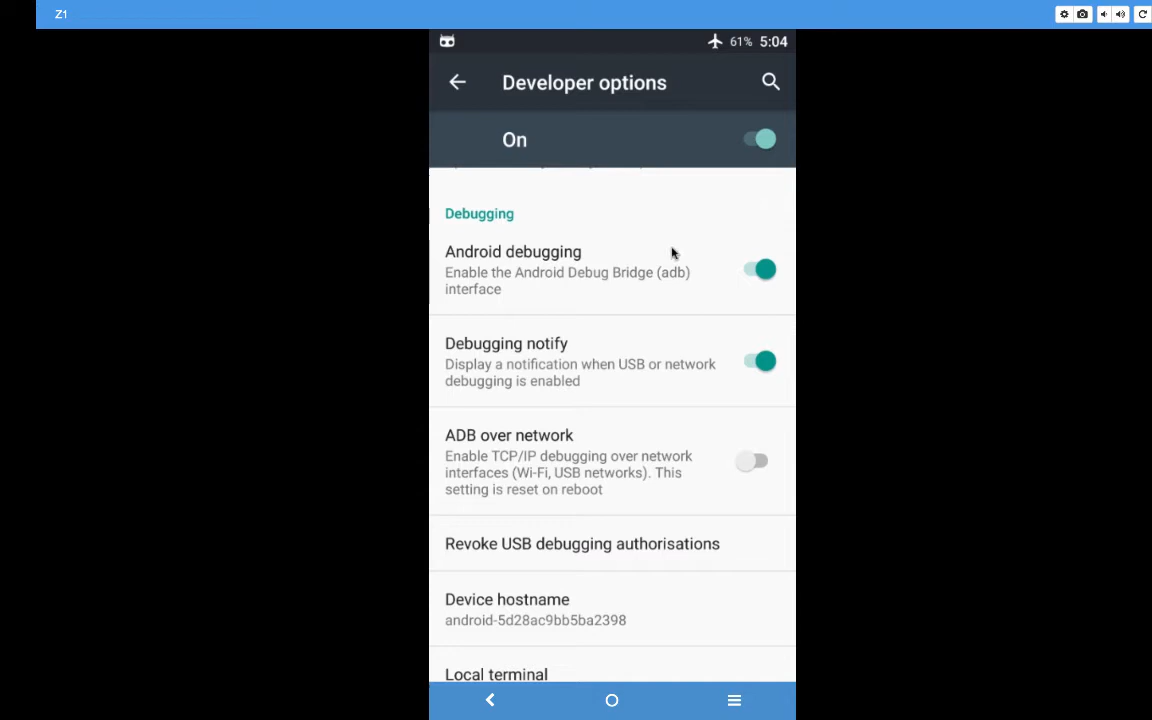 Z1
61% 5:04
Developer options
On
Debugging
Android debugging
Enable the Android Debug Bridge (adb)
interface
Debugging notify
Display a notification when USB or network
debugging is enabled
ADB over network
Enable TCP/IP debugging over network
interfaces (Wi-Fi, USB networks). This
setting is reset on reboot
Revoke USB debugging authorisations
Device hostname
android-5d28ac9bb5ba2398
Local terminal